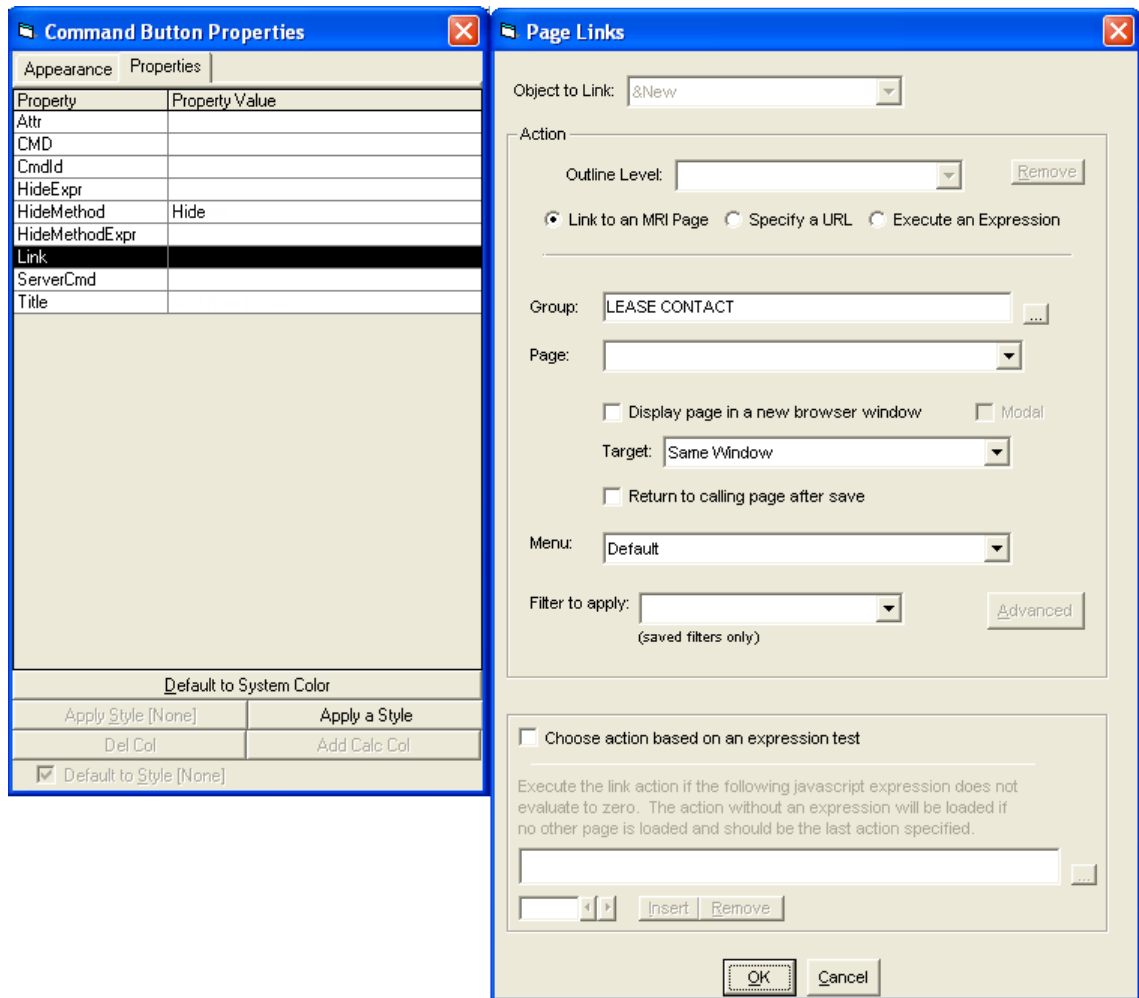 Command Button Properties
Appearance Properties
Property Property Value
Attr
CMD
CmdId
HideExpr
HideMethod Hide
HideMethodExpr
Link
ServerCmd
Title
Default to System Color
Apply Style [None] Apply a Style
Del Col Add Calc Col
Default to Style [None]
Page Links
Object to Link: &New
Action
Outline Level: Remove
Link to an MRI Page Specify a URL Execute an Expression
Group: LEASE CONTACT ...
Page:
Display page in a new browser window Modal
Target: Same Window
Return to calling page after save
Menu: Default
Filter to apply: Advanced
(saved filters only)
Choose action based on an expression test
Execute the link action if the following javascript expression does not
evaluate to zero. The action without an expression will be loaded if
no other page is loaded and should be the last action specified.
...
Insert Remove
OK Cancel